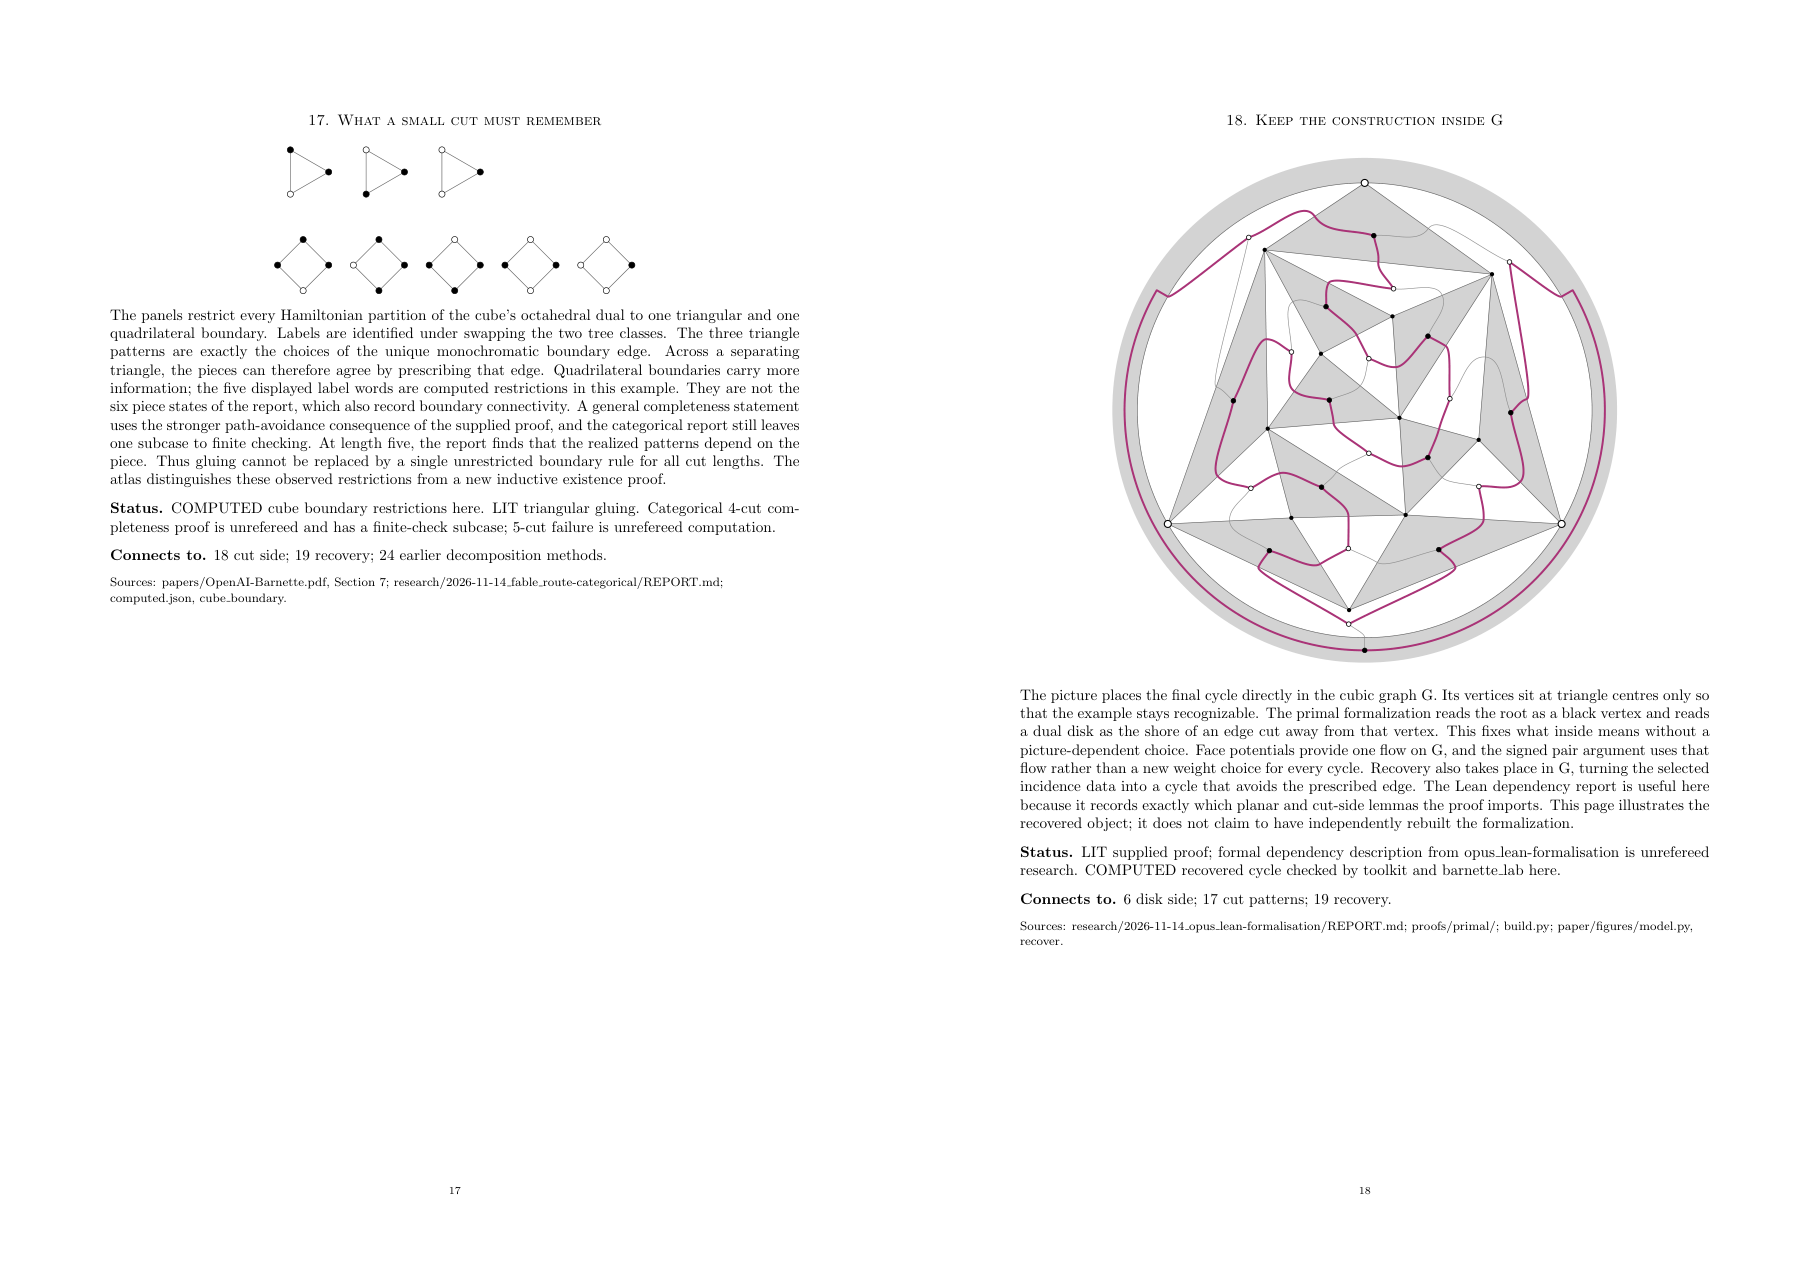 17. What a small cut must remember
The panels restrict every Hamiltonian partition of the cube's octahedral dual to one triangular and one
quadrilateral boundary. Labels are identified under swapping the two tree classes. The three triangle
patterns are exactly the choices of the unique monochromatic boundary edge. Across a separating
triangle, the pieces can therefore agree by prescribing that edge. Quadrilateral boundaries carry more
information; the five displayed label words are computed restrictions in this example. They are not the
six piece states of the report, which also record boundary connectivity. A general completeness statement
uses the stronger path-avoidance consequence of the supplied proof, and the categorical report still leaves
one subcase to finite checking. At length five, the report finds that the realized patterns depend on the
piece. Thus gluing cannot be replaced by a single unrestricted boundary rule for all cut lengths. The
atlas distinguishes these observed restrictions from a new inductive existence proof.
Status. COMPUTED cube boundary restrictions here. LIT triangular gluing. Categorical 4-cut com-
pleteness proof is unrefereed and has a finite-check subcase; 5-cut failure is unrefereed computation.
Connects to. 18 cut side; 19 recovery; 24 earlier decomposition methods.
Sources: papers/OpenAI-Barnette.pdf, Section 7; research/2026-11-14_fable_route-categorical/REPORT.md;
computed.json, cube_boundary.
17
18. Keep the construction inside G
The picture places the final cycle directly in the cubic graph G. Its vertices sit at triangle centres only so
that the example stays recognizable. The primal formalization reads the root as a black vertex and reads
a dual disk as the shore of an edge cut away from that vertex. This fixes what inside means without a
picture-dependent choice. Face potentials provide one flow on G, and the signed pair argument uses that
flow rather than a new weight choice for every cycle. Recovery also takes place in G, turning the selected
incidence data into a cycle that avoids the prescribed edge. The Lean dependency report is useful here
because it records exactly which planar and cut-side lemmas the proof imports. This page illustrates the
recovered object; it does not claim to have independently rebuilt the formalization.
Status. LIT supplied proof; formal dependency description from opus_lean-formalisation is unrefereed
research. COMPUTED recovered cycle checked by toolkit and barnette_lab here.
Connects to. 6 disk side; 17 cut patterns; 19 recovery.
Sources: research/2026-11-14_opus_lean-formalisation/REPORT.md; proofs/primal/; build.py; paper/figures/model.py,
recover.
18